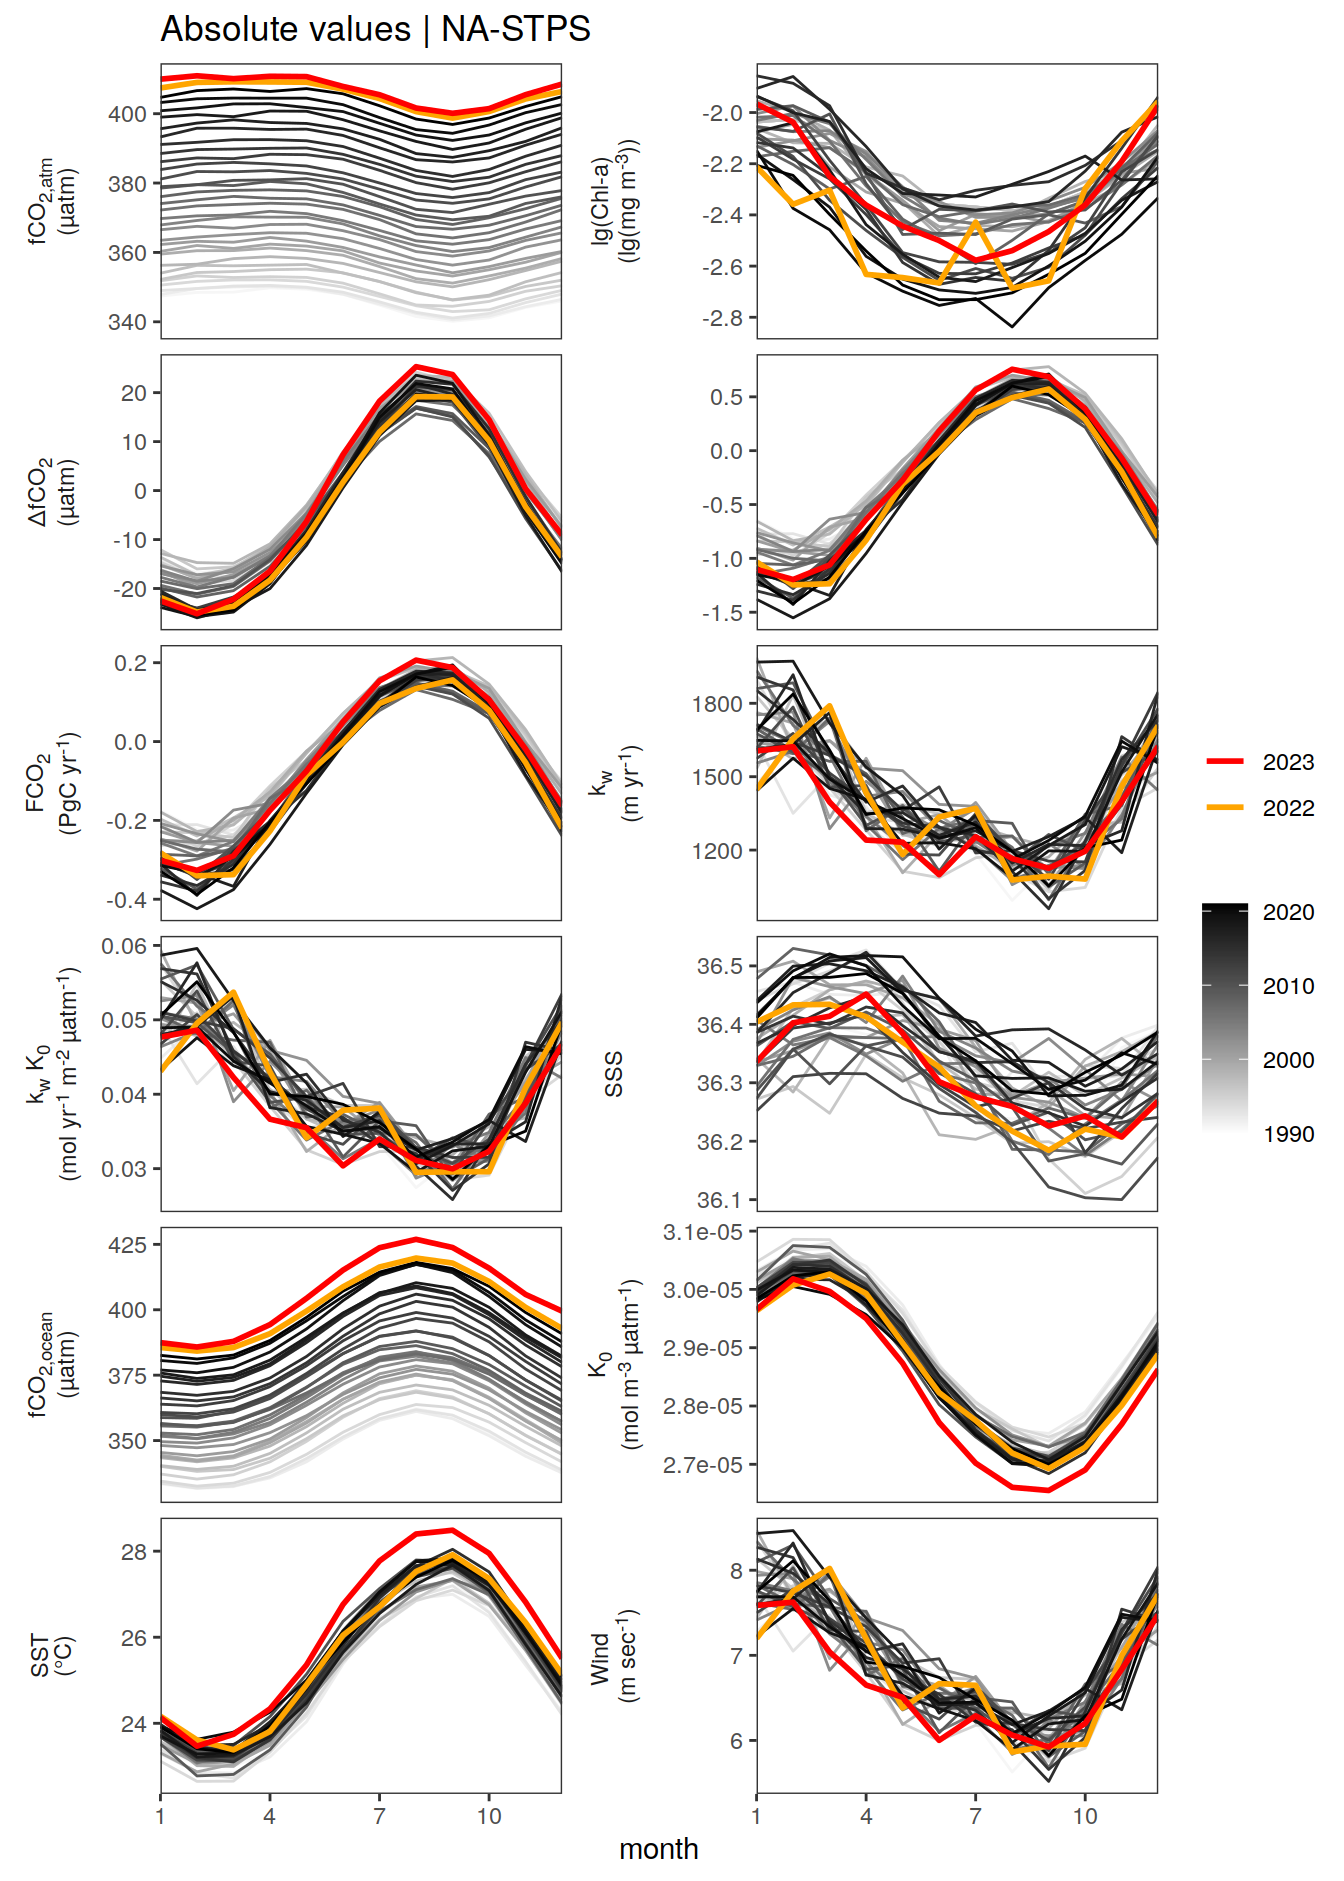 Absolute values | NA-STPS
fCO2,atm
(µatm)
400
380
360
340
lg(Chl-a)
(lg(mg m-3))
-2.0
-2.2
-2.4
-2.6
-2.8
ΔfCO2
(µatm)
20
10
0
-10
-20
0.5
0.0
-0.5
-1.0
-1.5
FCO2
(PgC yr-1)
0.2
0.0
-0.2
-0.4
kw
(m yr-1)
1800
1500
1200
2023
2022
2020
2010
2000
1990
kw K0
(mol yr-1 m-2 µatm-1)
0.06
0.05
0.04
0.03
SSS
36.5
36.4
36.3
36.2
36.1
fCO2,ocean
(µatm)
425
400
375
350
K0
(mol m-3 µatm-1)
3.1e-05
3.0e-05
2.9e-05
2.8e-05
2.7e-05
SST
(°C)
28
26
24
Wind
(m sec-1)
8
7
6
1 4 7 10
1 4 7 10
month